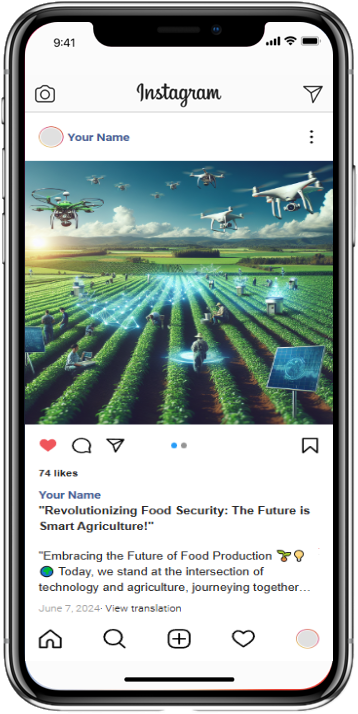 9:41
Instagram
Your Name
74 likes
Your Name
"Revolutionizing Food Security: The Future is
Smart Agriculture!"
"Embracing the Future of Food Production 🌱💡
🌍 Today, we stand at the intersection of
technology and agriculture, journeying together…
June 7, 2024· View translation